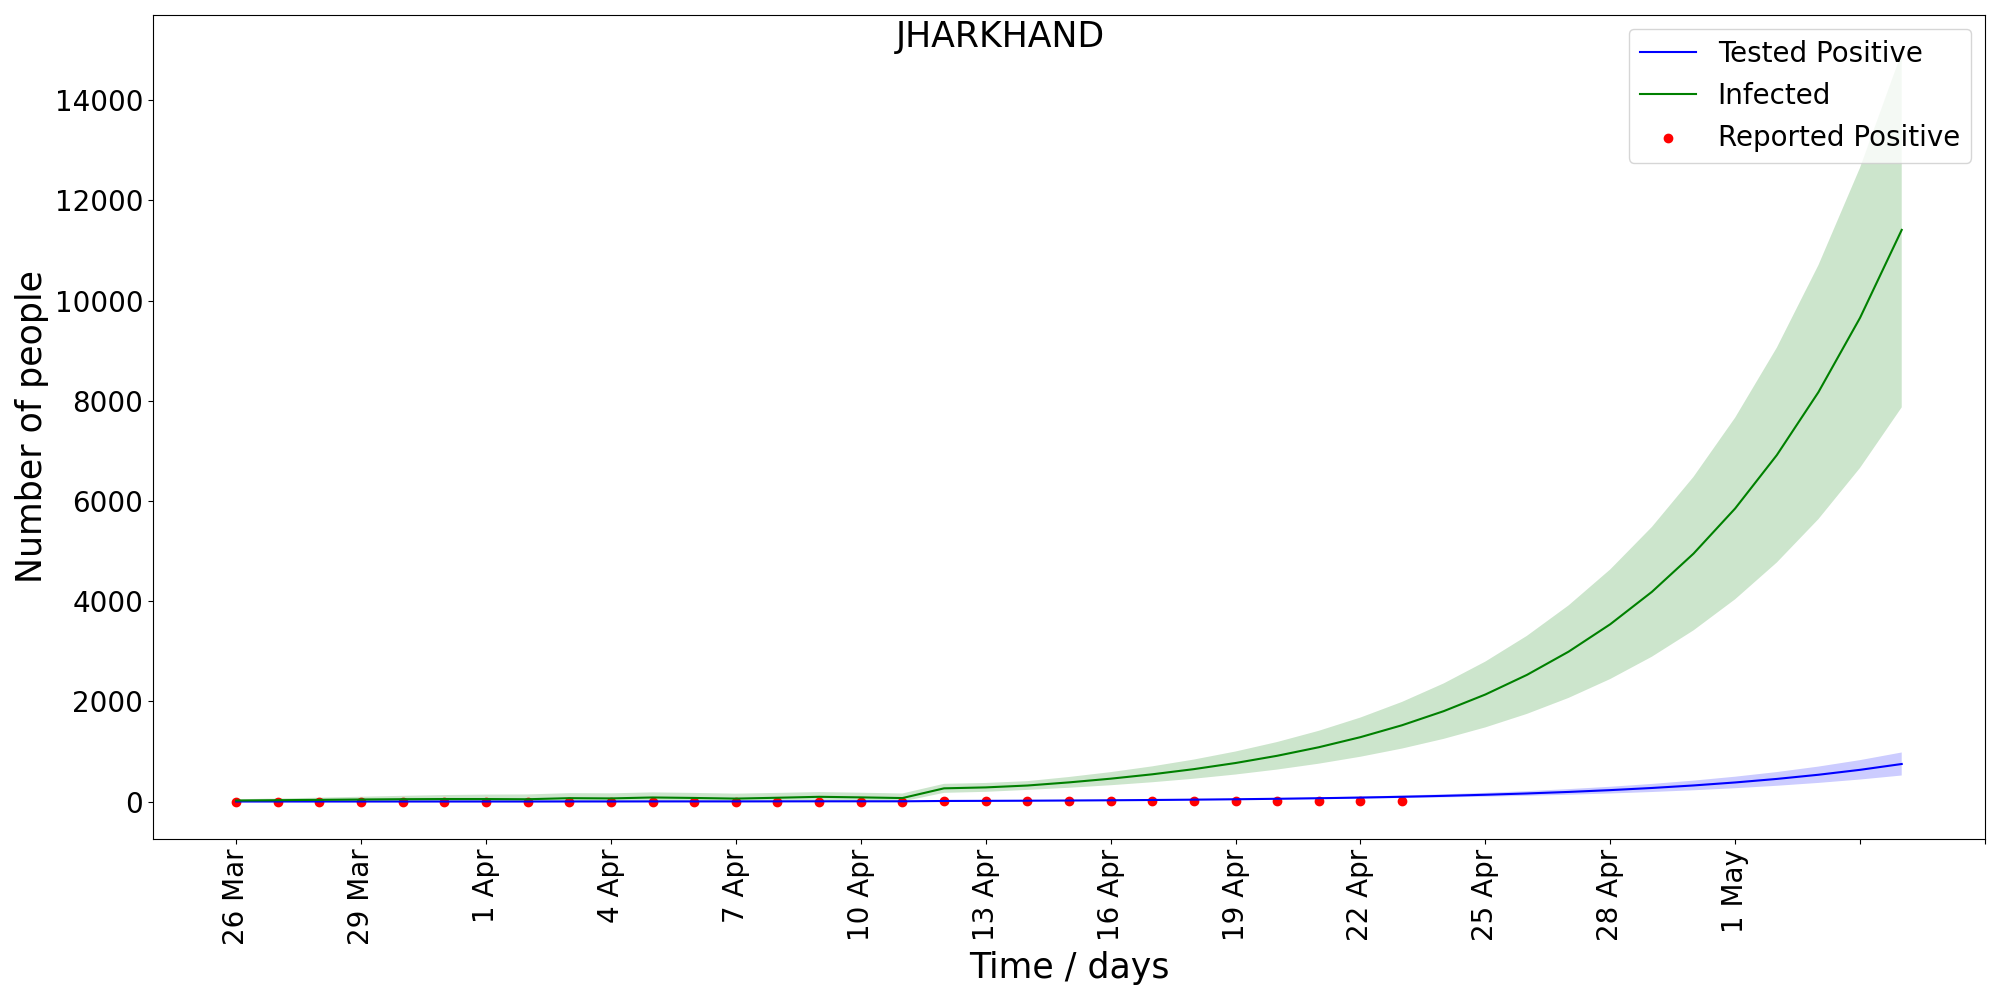 JHARKHAND
Tested Positive
Infected
Reported Positive
Number of people
14000
12000
10000
8000
6000
4000
2000
0
26 Mar
29 Mar
1 Apr
4 Apr
7 Apr
10 Apr
13 Apr
16 Apr
19 Apr
22 Apr
25 Apr
28 Apr
1 May
Time / days